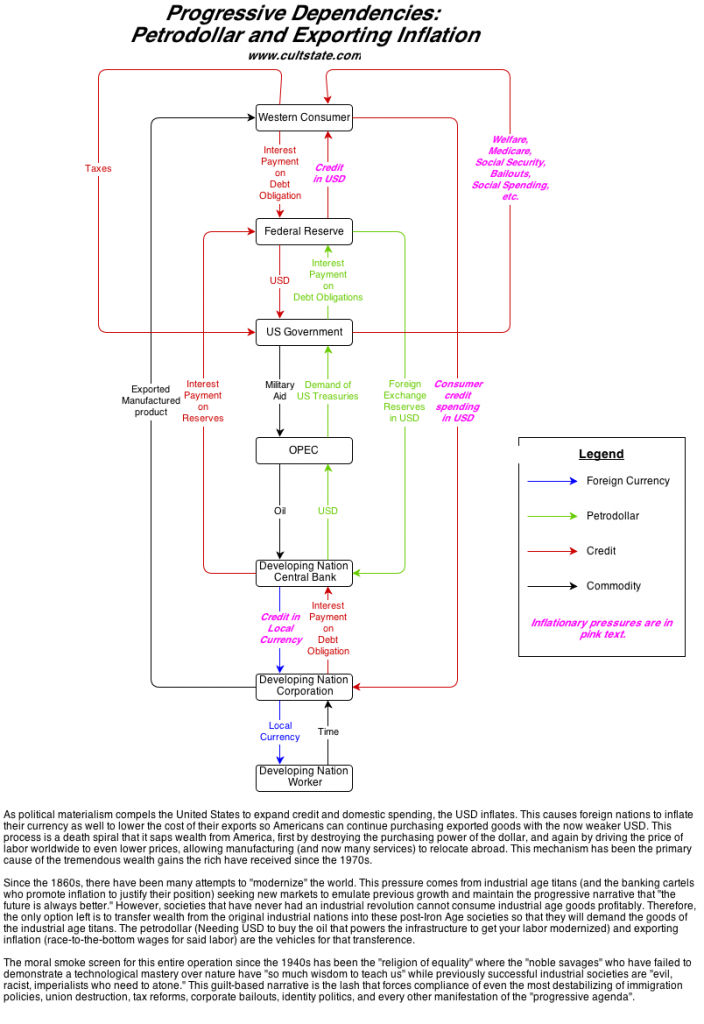 Progressive Dependencies:
Petrodollar and Exporting Inflation
www.cultstate.com
Western Consumer
Taxes
Interest
Payment
on
Debt
Obligation
Credit
in USD
Welfare,
Medicare,
Social Security,
Bailouts,
Social Spending,
etc.
Federal Reserve
USD
Interest
Payment
on
Debt Obligations
US Government
Exported
Manufactured
product
Interest
Payment
on
Reserves
Military
Aid
Demand of
US Treasuries
Foreign
Exchange
Reserves
in USD
Consumer
credit
spending
in USD
OPEC
Oil
USD
Developing Nation
Central Bank
Credit in
Local
Currency
Interest
Payment
on
Debt
Obligation
Developing Nation
Corporation
Local
Currency
Time
Developing Nation
Worker
Legend
Foreign Currency
Petrodollar
Credit
Commodity
Inflationary pressures are in
pink text.
As political materialism compels the United States to expand credit and domestic spending, the USD inflates. This causes foreign nations to inflate
their currency as well to lower the cost of their exports so Americans can continue purchasing exported goods with the now weaker USD. This
process is a death spiral that it saps wealth from America, first by destroying the purchasing power of the dollar, and again by driving the price of
labor worldwide to even lower prices, allowing manufacturing (and now many services) to relocate abroad. This mechanism has been the primary
cause of the tremendous wealth gains the rich have received since the 1970s.
Since the 1860s, there have been many attempts to "modernize" the world. This pressure comes from industrial age titans (and the banking cartels
who promote inflation to justify their position) seeking new markets to emulate previous growth and maintain the progressive narrative that "the
future is always better." However, societies that have never had an industrial revolution cannot consume industrial age goods profitably. Therefore,
the only option left is to transfer wealth from the original industrial nations into these post-Iron Age societies so that they will demand the goods of
the industrial age titans. The petrodollar (Needing USD to buy the oil that powers the infrastructure to get your labor modernized) and exporting
inflation (race-to-the-bottom wages for said labor) are the vehicles for that transference.
The moral smoke screen for this entire operation since the 1940s has been the "religion of equality" where the "noble savages" who have failed to
demonstrate a technological mastery over nature have "so much wisdom to teach us" while previously successful industrial societies are "evil,
racist, imperialists who need to atone." This guilt-based narrative is the lash that forces compliance of even the most destabilizing of immigration
policies, union destruction, tax reforms, corporate bailouts, identity politics, and every other manifestation of the "progressive agenda".